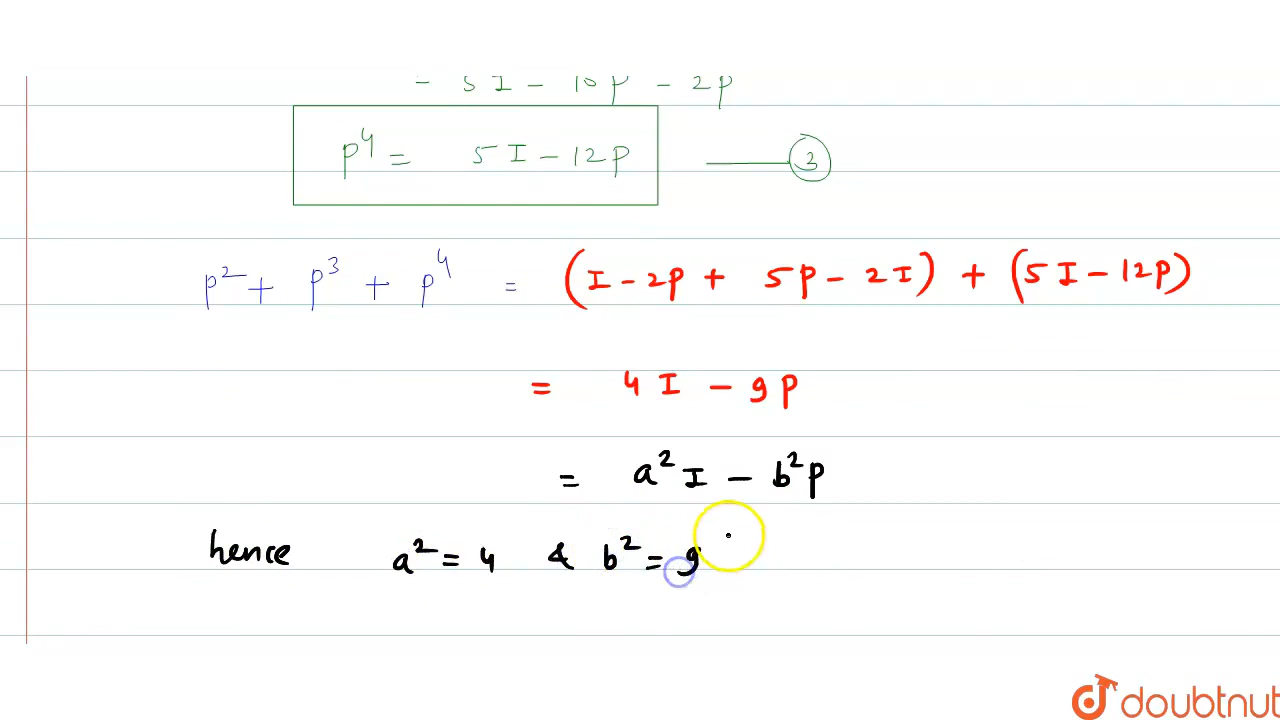 - 5I - 10P - 2P
P⁴ = 5I - 12P ——— ③
P² + P³ + P⁴ = (I - 2P + 5P - 2I) + (5I - 12P)
= 4I - 9P
= a²I - b²P
hence a² = 4 & b² = 9
doubtnut